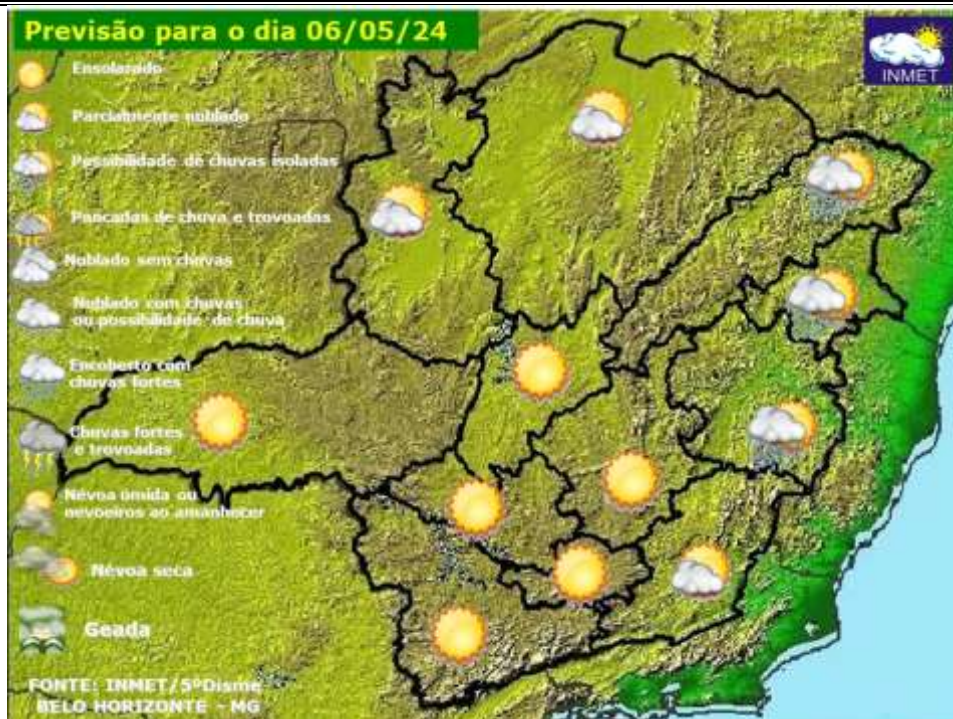 Previsão para o dia 06/05/24
INMET
Ensolarado
Parcialmente nublado
Possibilidade de chuvas isoladas
Pancadas de chuva e trovoadas
Nublado sem chuvas
Nublado com chuvas
ou possibilidade de chuva
Encoberto com
chuvas fortes
Chuvas fortes
e trovoadas
Névoa úmida ou
nevoeiros ao amanhecer
Névoa seca
Geada
FONTE: INMET/5ºDisme
BELO HORIZONTE - MG